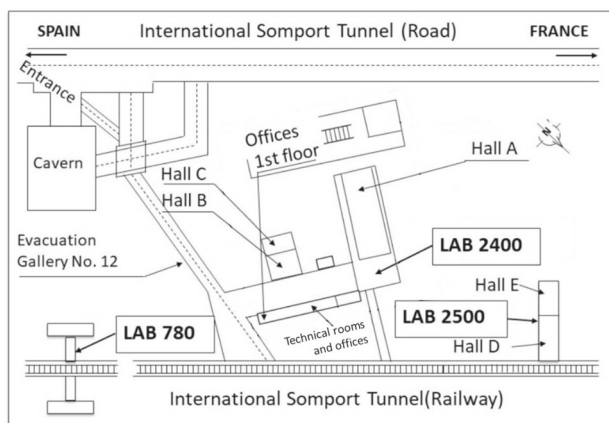 SPAIN
International Somport Tunnel (Road)
FRANCE
Entrance
Cavern
Offices
1st floor
Hall A
N
Hall C
Hall B
Evacuation
Gallery No. 12
LAB 2400
Hall E
LAB 2500
Hall D
LAB 780
Technical rooms
and offices
International Somport Tunnel(Railway)